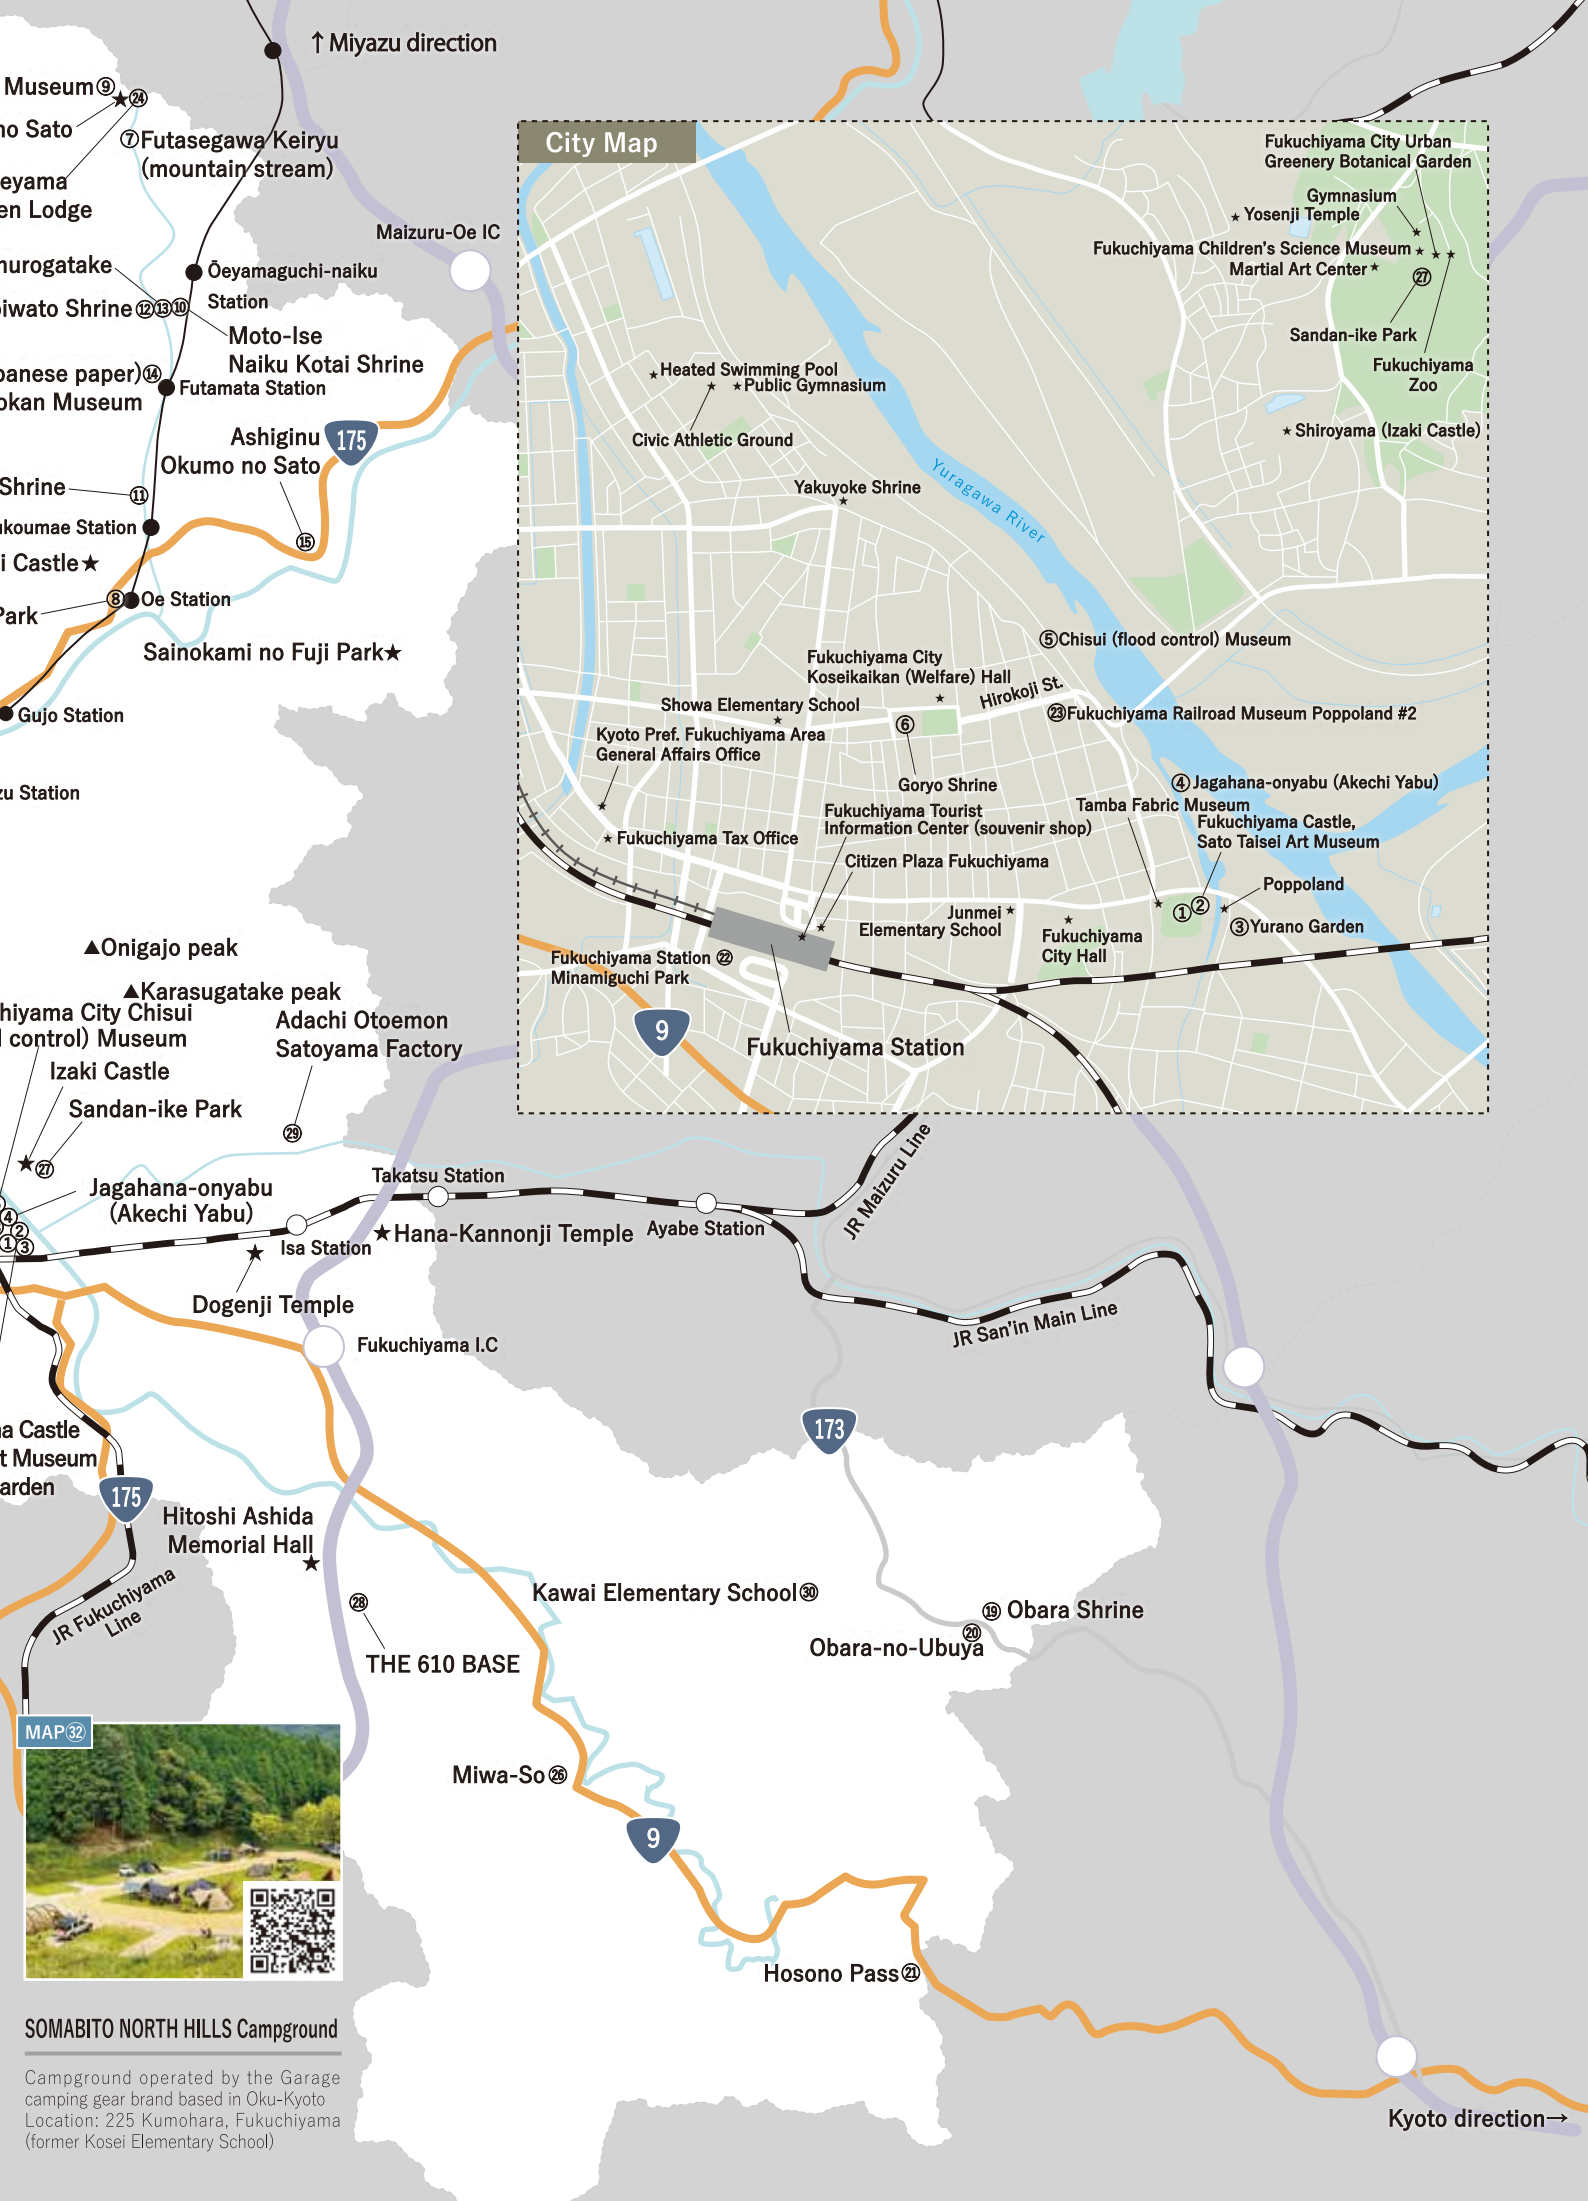 ↑Miyazu direction
Museum⑨
㉔
no Sato
⑦Futasegawa Keiryu
(mountain stream)
eyama
en Lodge
Maizuru-Oe IC
urogatake
Ōeyamaguchi-naiku
Station
iwato Shrine⑫⑬⑩
Moto-Ise
Naiku Kotai Shrine
panese paper)⑭
Futamata Station
okan Museum
175
Ashiginu
Okumo no Sato
Shrine
⑪
koumae Station
⑮
i Castle★
Park
⑧
Oe Station
Sainokami no Fuji Park★
Gujo Station
zu Station
▲Onigajo peak
▲Karasugatake peak
hiyama City Chisui
control) Museum
Adachi Otoemon
Satoyama Factory
Izaki Castle
Sandan-ike Park
㉙
★㉗
Jagahana-onyabu
(Akechi Yabu)
④
②
①③
City Map
Fukuchiyama City Urban
Greenery Botanical Garden
Gymnasium
★Yosenji Temple
Fukuchiyama Children's Science Museum★
Martial Art Center★
㉗
Sandan-ike Park
Fukuchiyama
Zoo
★Heated Swimming Pool
★Public Gymnasium
Civic Athletic Ground
★Shiroyama (Izaki Castle)
Yuragawa River
Yakuyoke Shrine
⑤Chisui (flood control) Museum
Fukuchiyama City
Koseikaikan (Welfare) Hall
Hirokoji St.
Showa Elementary School
㉓Fukuchiyama Railroad Museum Poppoland #2
Kyoto Pref. Fukuchiyama Area
General Affairs Office
⑥
Goryo Shrine
④Jagahana-onyabu (Akechi Yabu)
Tamba Fabric Museum
Fukuchiyama Tourist
Information Center (souvenir shop)
Fukuchiyama Castle,
Sato Taisei Art Museum
★Fukuchiyama Tax Office
Citizen Plaza Fukuchiyama
Poppoland
Junmei
Elementary School
①②
③Yurano Garden
Fukuchiyama
City Hall
Fukuchiyama Station㉒
Minamiguchi Park
9
Fukuchiyama Station
JR Maizuru Line
Takatsu Station
★Hana-Kannonji Temple
Ayabe Station
Isa Station
Dogenji Temple
JR San'in Main Line
Fukuchiyama I.C
a Castle
t Museum
arden
173
175
Hitoshi Ashida
Memorial Hall
★
JR Fukuchiyama
Line
㉘
THE 610 BASE
Kawai Elementary School㉚
⑲Obara Shrine
⑳
Obara-no-Ubuya
Miwa-So㉖
9
Hosono Pass㉑
Kyoto direction→
MAP㉜
SOMABITO NORTH HILLS Campground
Campground operated by the Garage
camping gear brand based in Oku-Kyoto
Location: 225 Kumohara, Fukuchiyama
(former Kosei Elementary School)